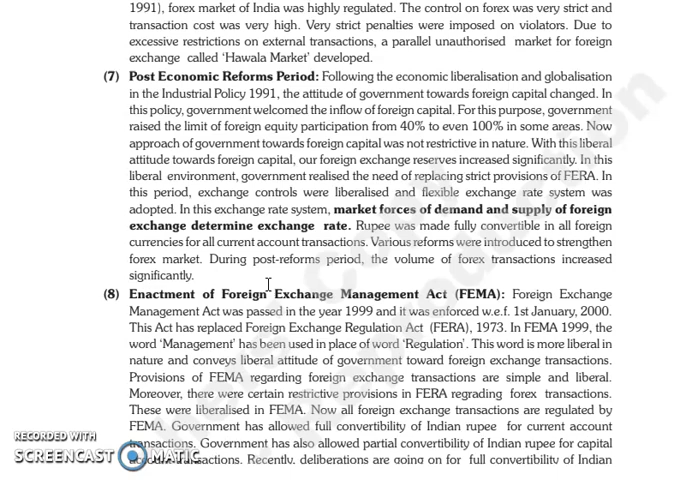 1991), forex market of India was highly regulated. The control on forex was very strict and
transaction cost was very high. Very strict penalties were imposed on violators. Due to
excessive restrictions on external transactions, a parallel unauthorised market for foreign
exchange called 'Hawala Market' developed.
(7) Post Economic Reforms Period: Following the economic liberalisation and globalisation
in the Industrial Policy 1991, the attitude of government towards foreign capital changed. In
this policy, government welcomed the inflow of foreign capital. For this purpose, government
raised the limit of foreign equity participation from 40% to even 100% in some areas. Now
approach of government towards foreign capital was not restrictive in nature. With this liberal
attitude towards foreign capital, our foreign exchange reserves increased significantly. In this
liberal environment, government realised the need of replacing strict provisions of FERA. In
this period, exchange controls were liberalised and flexible exchange rate system was
adopted. In this exchange rate system, market forces of demand and supply of foreign
exchange determine exchange rate. Rupee was made fully convertible in all foreign
currencies for all current account transactions. Various reforms were introduced to strengthen
forex market. During post-reforms period, the volume of forex transactions increased
significantly.
(8) Enactment of Foreign Exchange Management Act (FEMA): Foreign Exchange
Management Act was passed in the year 1999 and it was enforced w.e.f. 1st January, 2000.
This Act has replaced Foreign Exchange Regulation Act (FERA), 1973. In FEMA 1999, the
word 'Management' has been used in place of word 'Regulation'. This word is more liberal in
nature and conveys liberal attitude of government toward foreign exchange transactions.
Provisions of FEMA regarding foreign exchange transactions are simple and liberal.
Moreover, there were certain restrictive provisions in FERA regrading forex transactions.
These were liberalised in FEMA. Now all foreign exchange transactions are regulated by
FEMA. Government has allowed full convertibility of Indian rupee for current account
transactions. Government has also allowed partial convertibility of Indian rupee for capital
account transactions. Recently, deliberations are going on for full convertibility of Indian
RECORDED WITH
SCREENCAST MATIC